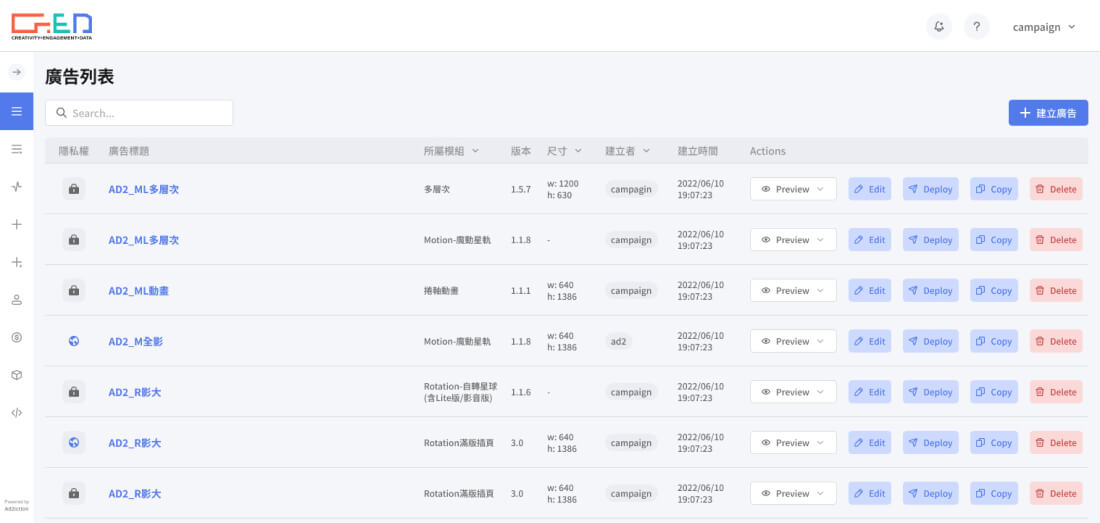 CREATIVITY•ENGAGEMENT•DATA
?
campaign
廣告列表
Search...
建立廣告
隱私權 廣告標題 所屬模組 版本 尺寸 建立者 建立時間 Actions
AD2_ML多層次 多層次 1.5.7 w: 1200 h: 630 campagin 2022/06/10 19:07:23 Preview Edit Deploy Copy Delete
AD2_ML多層次 Motion-魔動星軌 1.1.8 - campaign 2022/06/10 19:07:23 Preview Edit Deploy Copy Delete
AD2_ML動畫 捲軸動畫 1.1.1 w: 640 h: 1386 campaign 2022/06/10 19:07:23 Preview Edit Deploy Copy Delete
AD2_M全影 Motion-魔動星軌 1.1.8 w: 640 h: 1386 ad2 2022/06/10 19:07:23 Preview Edit Deploy Copy Delete
AD2_R影大 Rotation-自轉星球 (含Lite版/影音版) 1.1.6 - campaign 2022/06/10 19:07:23 Preview Edit Deploy Copy Delete
AD2_R影大 Rotation滿版插頁 3.0 w: 640 h: 1386 campaign 2022/06/10 19:07:23 Preview Edit Deploy Copy Delete
AD2_R影大 Rotation滿版插頁 3.0 w: 640 h: 1386 campaign 2022/06/10 19:07:23 Preview Edit Deploy Copy Delete
Powered by